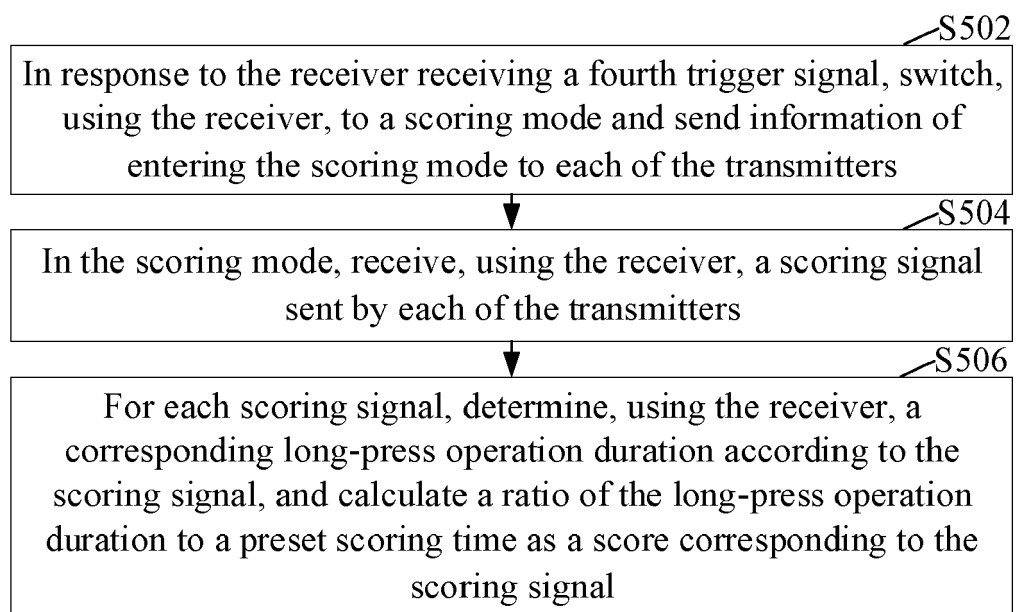 S502
In response to the receiver receiving a fourth trigger signal, switch,
using the receiver, to a scoring mode and send information of
entering the scoring mode to each of the transmitters
S504
In the scoring mode, receive, using the receiver, a scoring signal
sent by each of the transmitters
S506
For each scoring signal, determine, using the receiver, a
corresponding long-press operation duration according to the
scoring signal, and calculate a ratio of the long-press operation
duration to a preset scoring time as a score corresponding to the
scoring signal